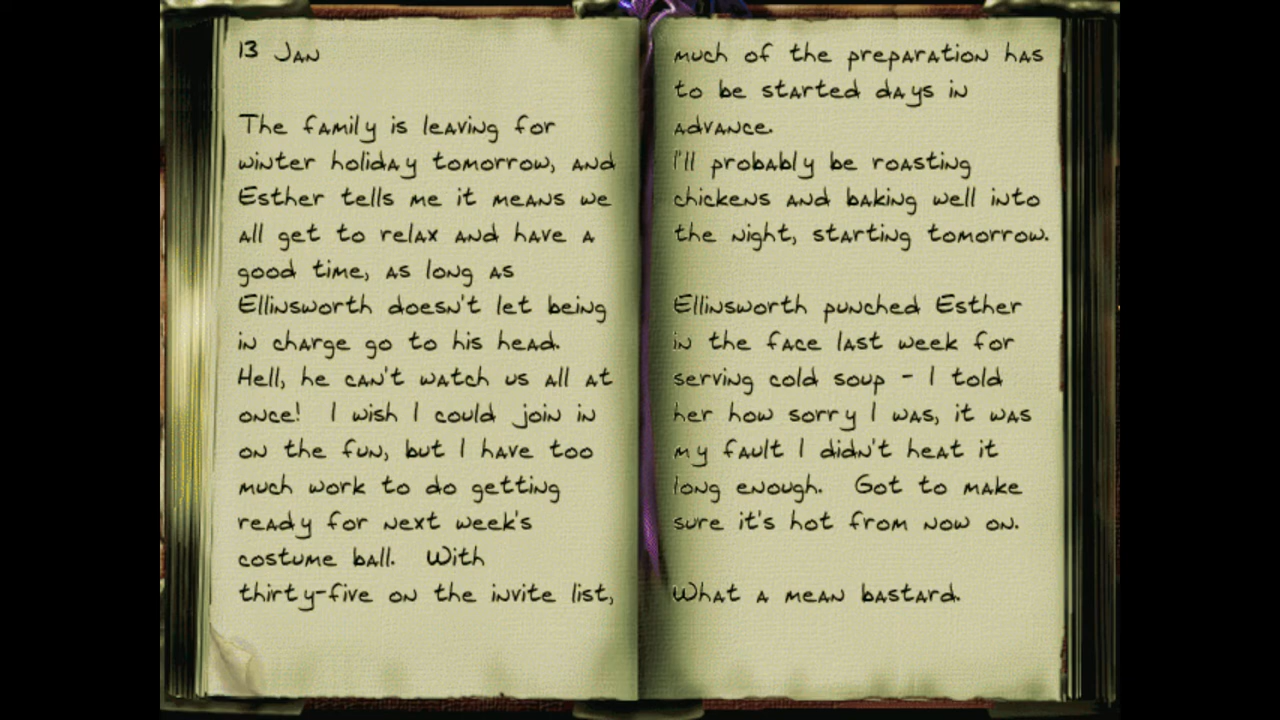 13 Jan
The family is leaving for
winter holiday tomorrow, and
Esther tells me it means we
all get to relax and have a
good time, as long as
Ellinsworth doesn't let being
in charge go to his head.
Hell, he can't watch us all at
once!  I wish I could join in
on the fun, but I have too
much work to do getting
ready for next week's
costume ball.  With
thirty-five on the invite list,
much of the preparation has
to be started days in
advance.
I'll probably be roasting
chickens and baking well into
the night, starting tomorrow.
Ellinsworth punched Esther
in the face last week for
serving cold soup - I told
her how sorry I was, it was
my fault I didn't heat it
long enough.  Got to make
sure it's hot from now on.
What a mean bastard.